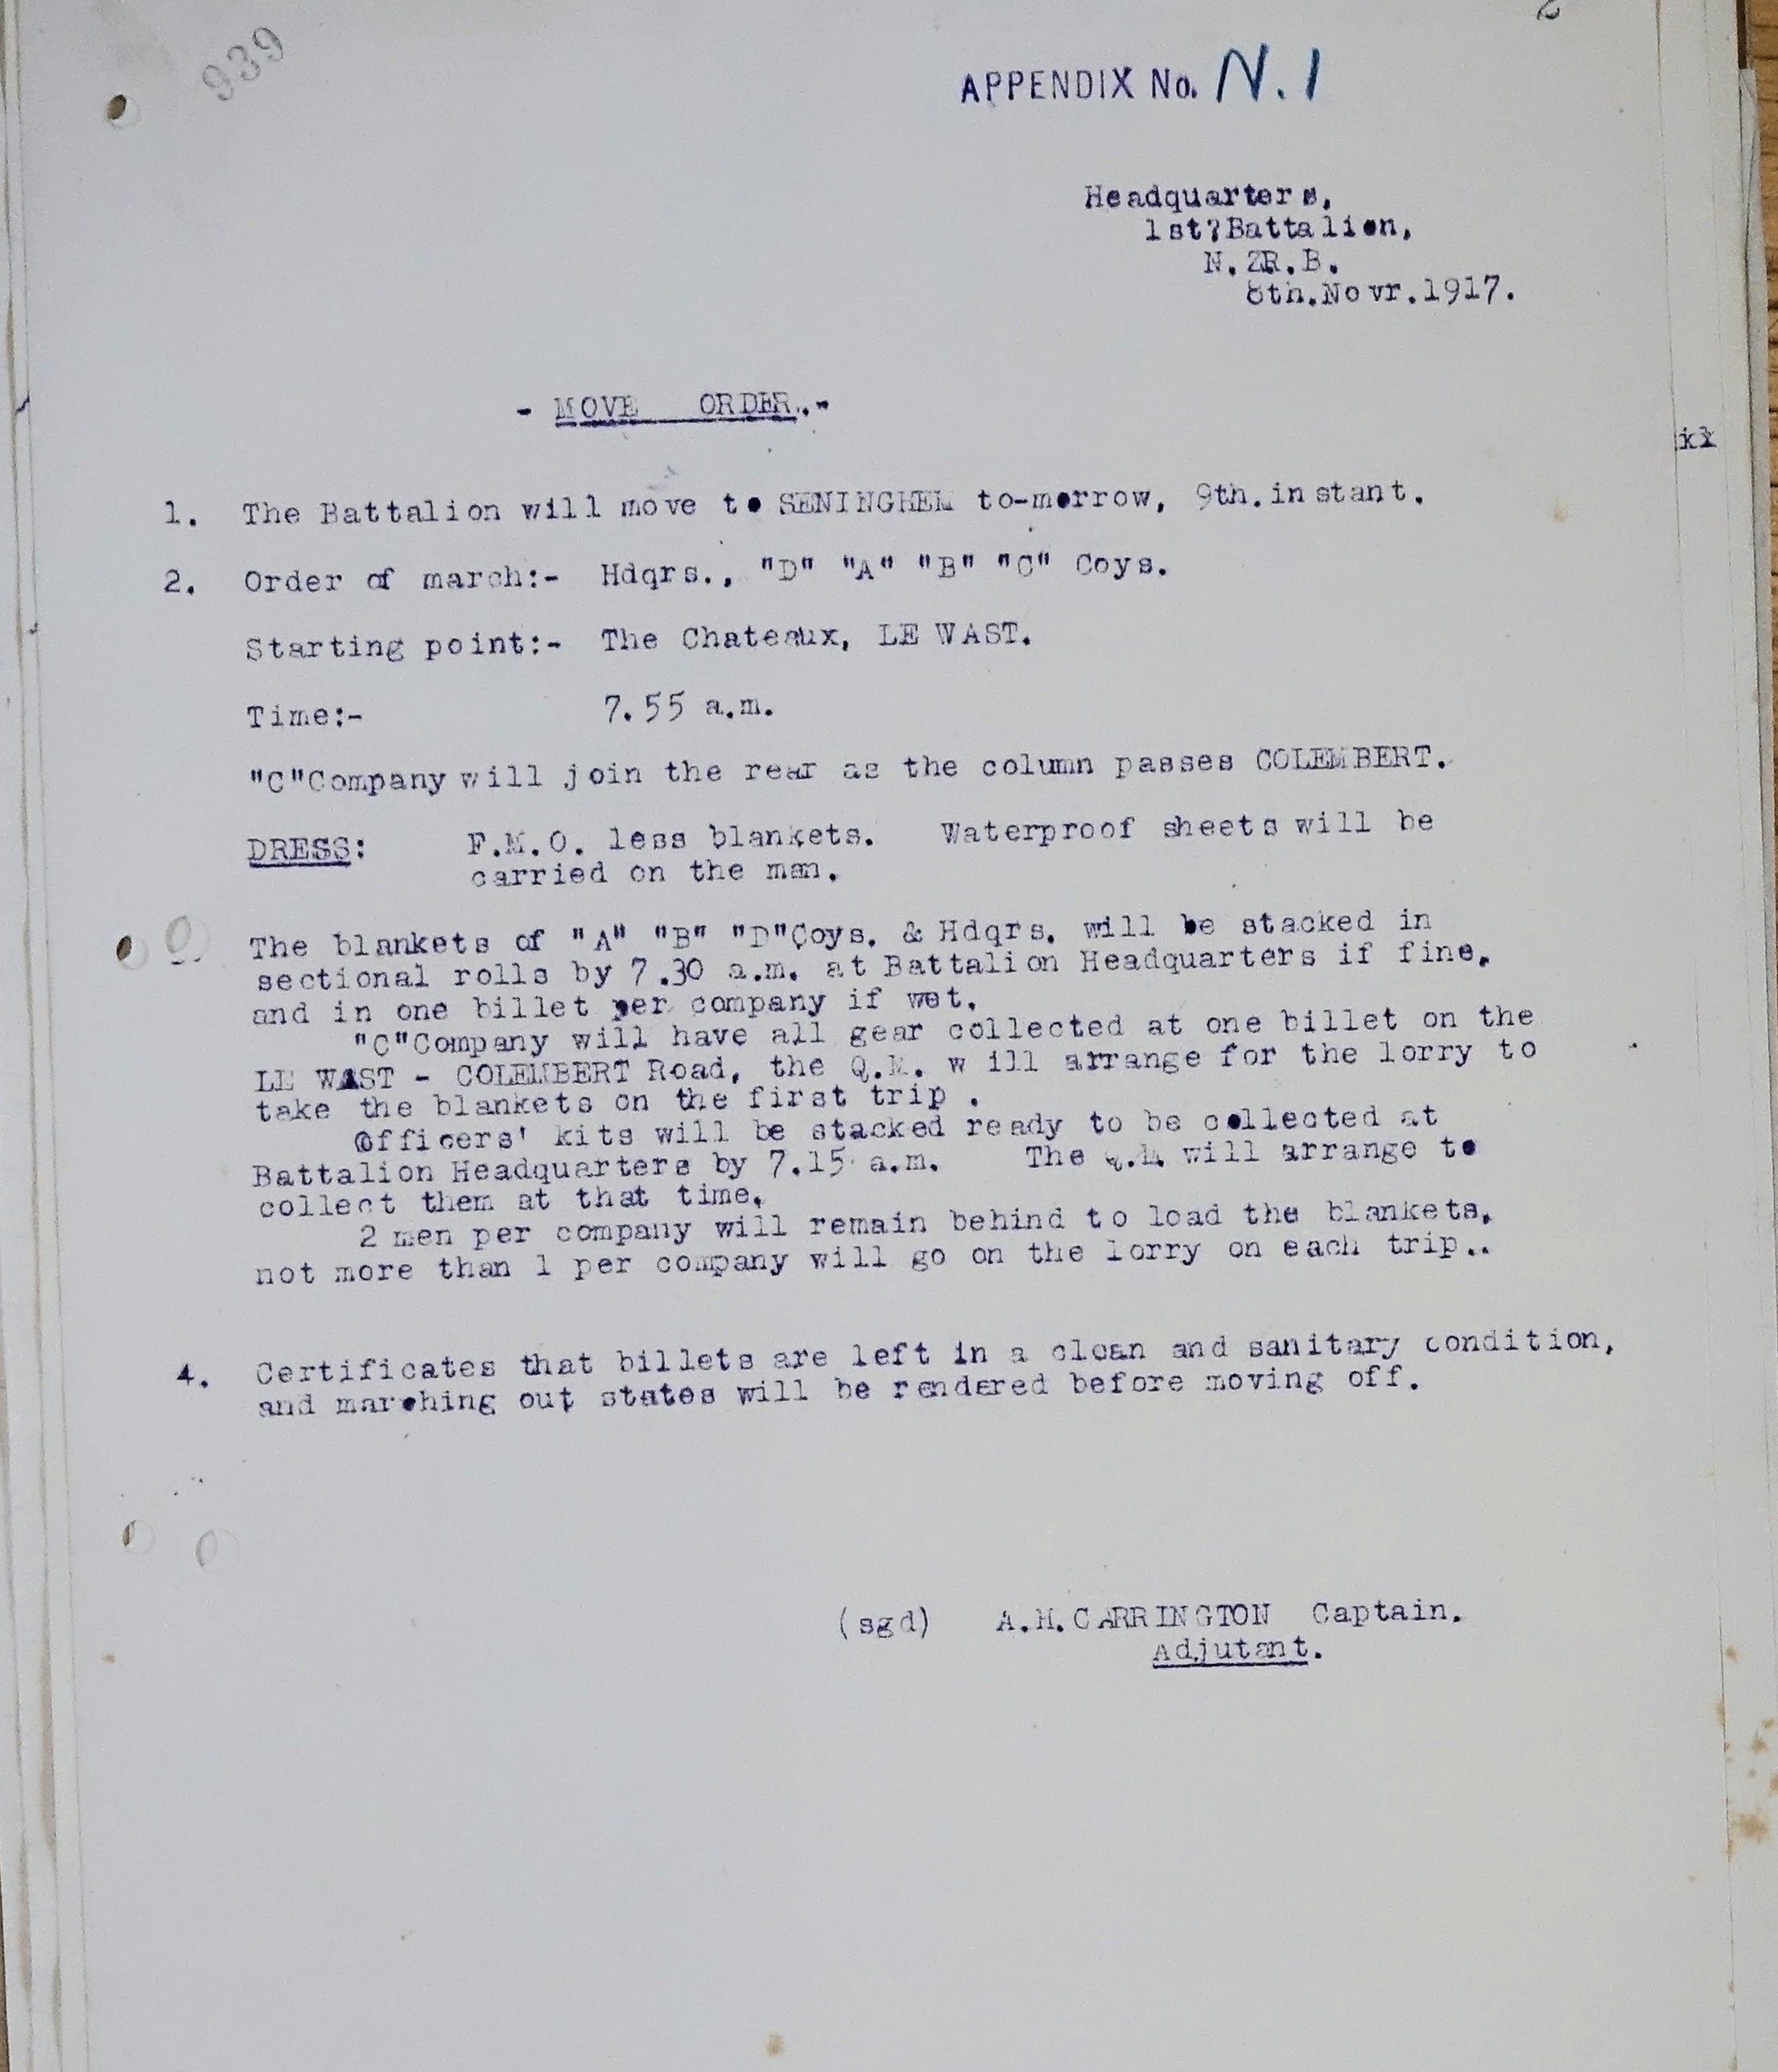 939
APPENDIX No. N.1
Headquarters,
1st?Battalion,
N.ZR.B.
8th.Novr.1917.
- MOVE ORDER..-
1. The Battalion will move to SENINGHEM to-morrow, 9th.instant.
2. Order of march:- Hdqrs., "D" "A" "B" "C" Coys.
Starting point:- The Chateaux, LE WAST.
Time:- 7.55 a.m.
"C"Company will join the rear as the column passes COLEMBERT.
DRESS: F.M.O. less blankets. Waterproof sheets will be
carried on the man.
The blankets of "A" "B" "D"Coys. & Hdqrs. will be stacked in
sectional rolls by 7.30 a.m. at Battalion Headquarters if fine,
and in one billet per company if wet.
"C"Company will have all gear collected at one billet on the
LE WAST - COLEMBERT Road, the Q.M. w ill arrange for the lorry to
take the blankets on the first trip .
Officers' kits will be stacked ready to be collected at
Battalion Headquarters by 7.15 a.m. The Q.M. will arrange to
collect them at that time.
2 men per company will remain behind to load the blankets,
not more than 1 per company will go on the lorry on each trip..
4. Certificates that billets are left in a clean and sanitary condition,
and marching out states will be rendered before moving off.
(sgd) A.H.CARRINGTON Captain.
Adjutant.